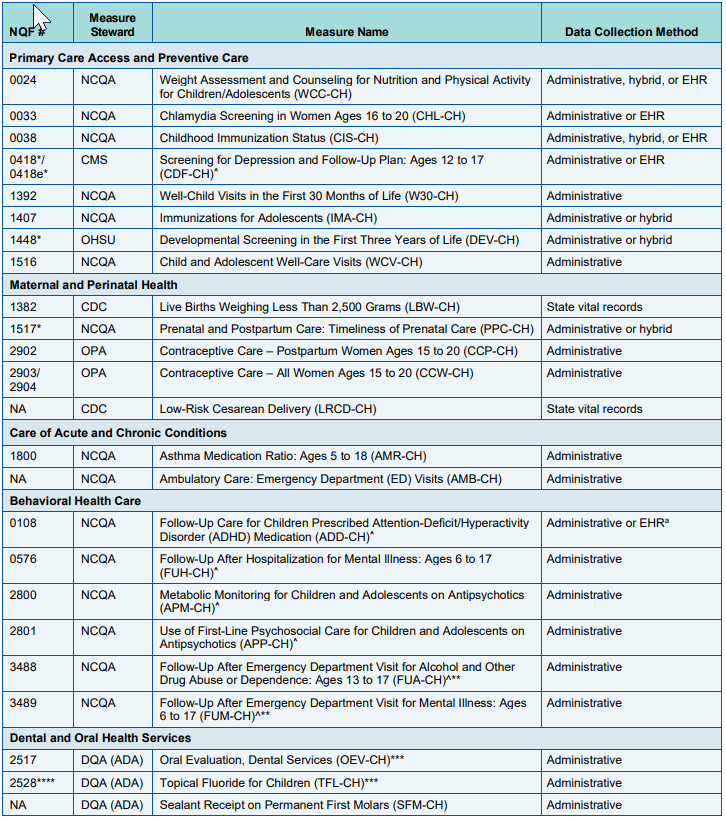 NQF # Measure Steward Measure Name Data Collection Method
Primary Care Access and Preventive Care
0024 NCQA Weight Assessment and Counseling for Nutrition and Physical Activity
for Children/Adolescents (WCC-CH) Administrative, hybrid, or EHR
0033 NCQA Chlamydia Screening in Women Ages 16 to 20 (CHL-CH) Administrative or EHR
0038 NCQA Childhood Immunization Status (CIS-CH) Administrative, hybrid, or EHR
0418*/ CMS Screening for Depression and Follow-Up Plan: Ages 12 to 17 Administrative or EHR
0418e* (CDF-CH)^
1392 NCQA Well-Child Visits in the First 30 Months of Life (W30-CH) Administrative
1407 NCQA Immunizations for Adolescents (IMA-CH) Administrative or hybrid
1448* OHSU Developmental Screening in the First Three Years of Life (DEV-CH) Administrative or hybrid
1516 NCQA Child and Adolescent Well-Care Visits (WCV-CH) Administrative
Maternal and Perinatal Health
1382 CDC Live Births Weighing Less Than 2,500 Grams (LBW-CH) State vital records
1517* NCQA Prenatal and Postpartum Care: Timeliness of Prenatal Care (PPC-CH) Administrative or hybrid
2902 OPA Contraceptive Care – Postpartum Women Ages 15 to 20 (CCP-CH) Administrative
2903/ OPA Contraceptive Care – All Women Ages 15 to 20 (CCW-CH) Administrative
2904
NA CDC Low-Risk Cesarean Delivery (LRCD-CH) State vital records
Care of Acute and Chronic Conditions
1800 NCQA Asthma Medication Ratio: Ages 5 to 18 (AMR-CH) Administrative
NA NCQA Ambulatory Care: Emergency Department (ED) Visits (AMB-CH) Administrative
Behavioral Health Care
0108 NCQA Follow-Up Care for Children Prescribed Attention-Deficit/Hyperactivity Administrative or EHRᵃ
Disorder (ADHD) Medication (ADD-CH)^
0576 NCQA Follow-Up After Hospitalization for Mental Illness: Ages 6 to 17 Administrative
(FUH-CH)^
2800 NCQA Metabolic Monitoring for Children and Adolescents on Antipsychotics Administrative
(APM-CH)^
2801 NCQA Use of First-Line Psychosocial Care for Children and Adolescents on Administrative
Antipsychotics (APP-CH)^
3488 NCQA Follow-Up After Emergency Department Visit for Alcohol and Other Administrative
Drug Abuse or Dependence: Ages 13 to 17 (FUA-CH)^**
3489 NCQA Follow-Up After Emergency Department Visit for Mental Illness: Ages Administrative
6 to 17 (FUM-CH)^**
Dental and Oral Health Services
2517 DQA (ADA) Oral Evaluation, Dental Services (OEV-CH)*** Administrative
2528**** DQA (ADA) Topical Fluoride for Children (TFL-CH)*** Administrative
NA DQA (ADA) Sealant Receipt on Permanent First Molars (SFM-CH) Administrative